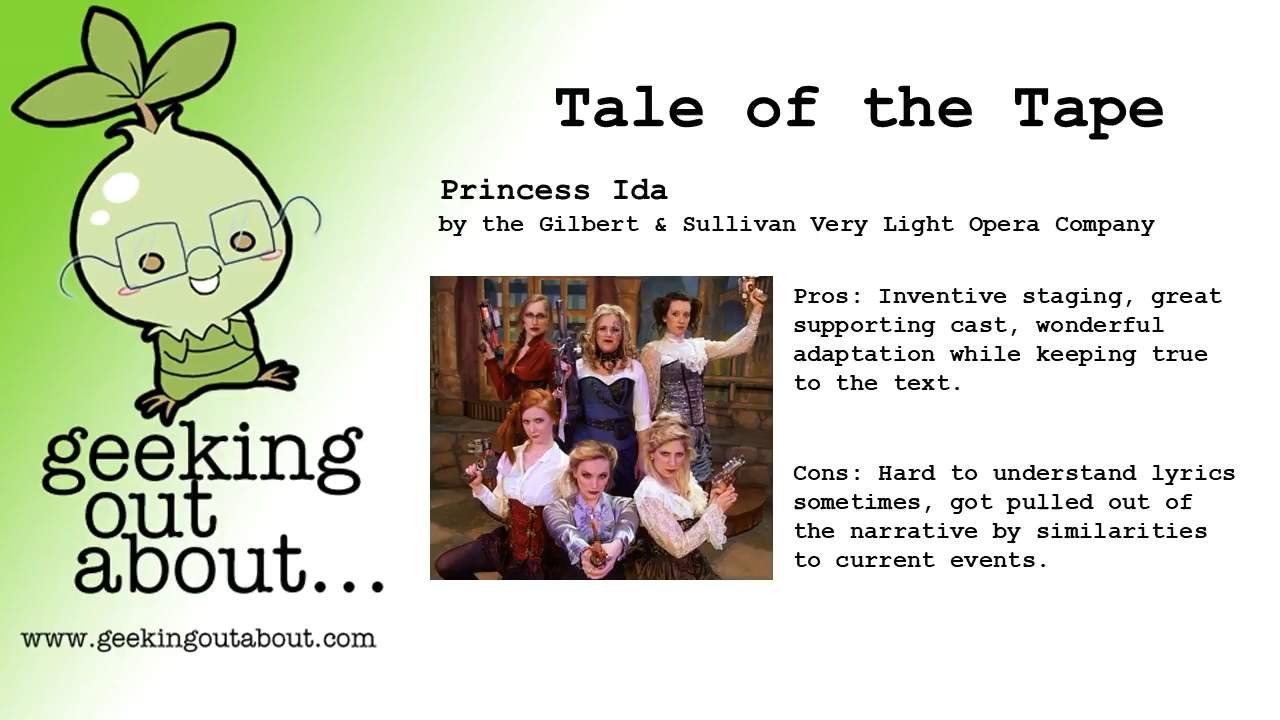 Tale of the Tape
Princess Ida
by the Gilbert & Sullivan Very Light Opera Company
Pros: Inventive staging, great
supporting cast, wonderful
adaptation while keeping true
to the text.
Cons: Hard to understand lyrics
sometimes, got pulled out of
the narrative by similarities
to current events.
geeking
out
about...
www.geekingoutabout.com